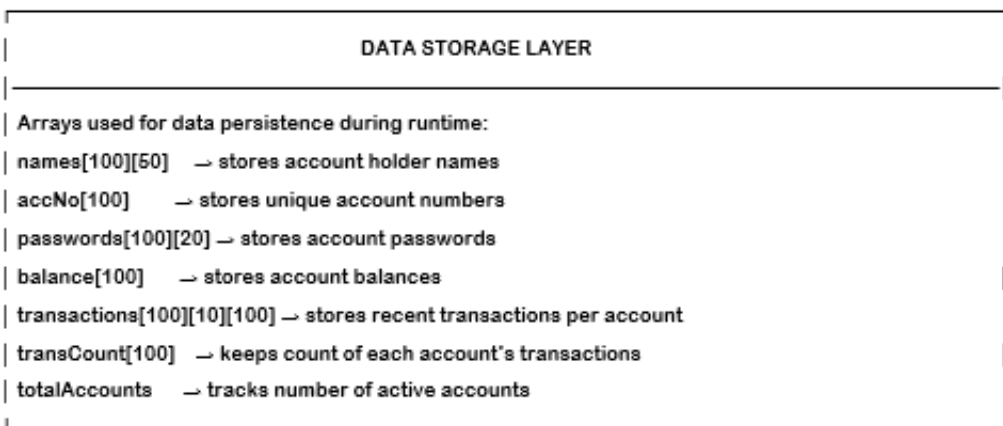 DATA STORAGE LAYER
Arrays used for data persistence during runtime:
names[100][50] → stores account holder names
accNo[100] → stores unique account numbers
passwords[100][20] → stores account passwords
balance[100] → stores account balances
transactions[100][10][100] → stores recent transactions per account
transCount[100] → keeps count of each account's transactions
totalAccounts → tracks number of active accounts